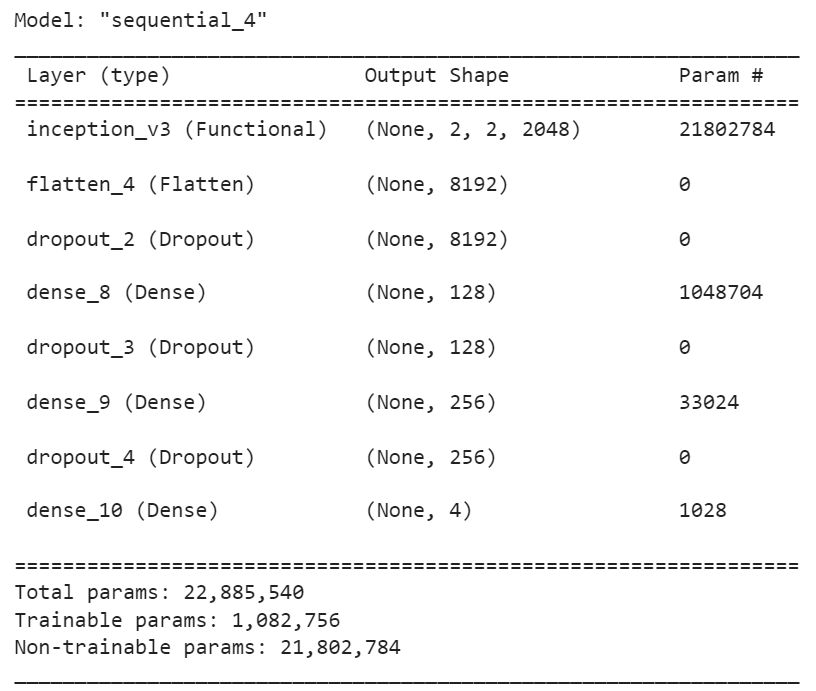 Model: "sequential_4"
Layer (type) Output Shape Param #
inception_v3 (Functional) (None, 2, 2, 2048) 21802784
flatten_4 (Flatten) (None, 8192) 0
dropout_2 (Dropout) (None, 8192) 0
dense_8 (Dense) (None, 128) 1048704
dropout_3 (Dropout) (None, 128) 0
dense_9 (Dense) (None, 256) 33024
dropout_4 (Dropout) (None, 256) 0
dense_10 (Dense) (None, 4) 1028
Total params: 22,885,540
Trainable params: 1,082,756
Non-trainable params: 21,802,784